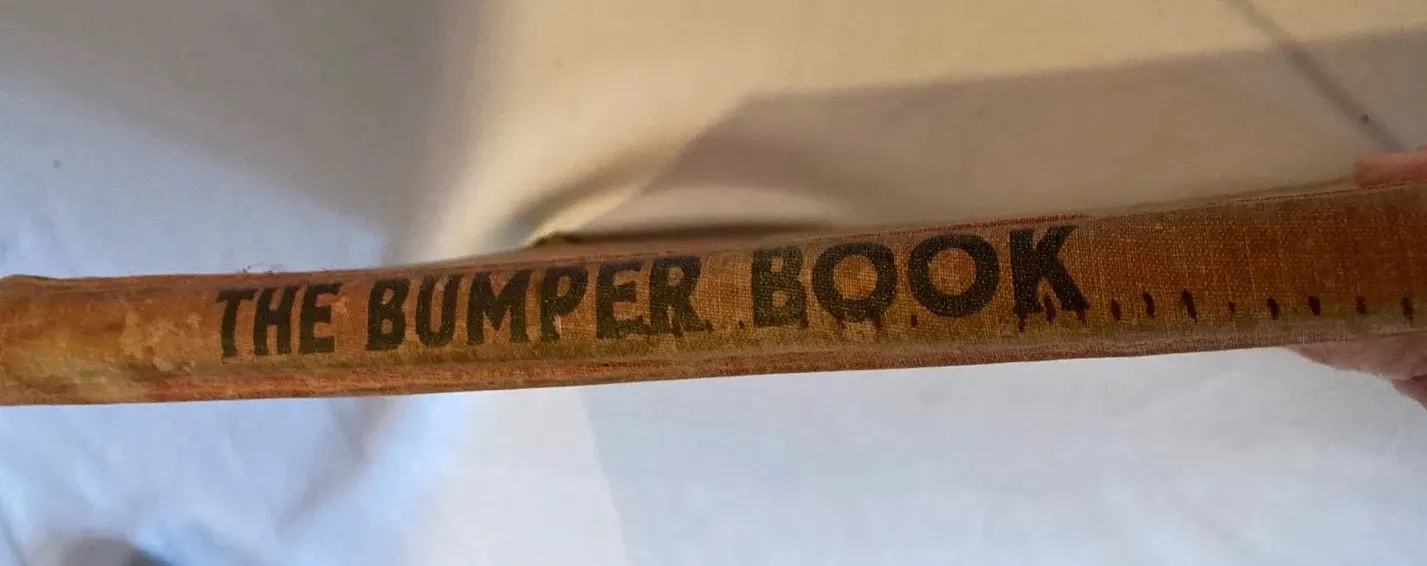 THE BUMPER BOOK